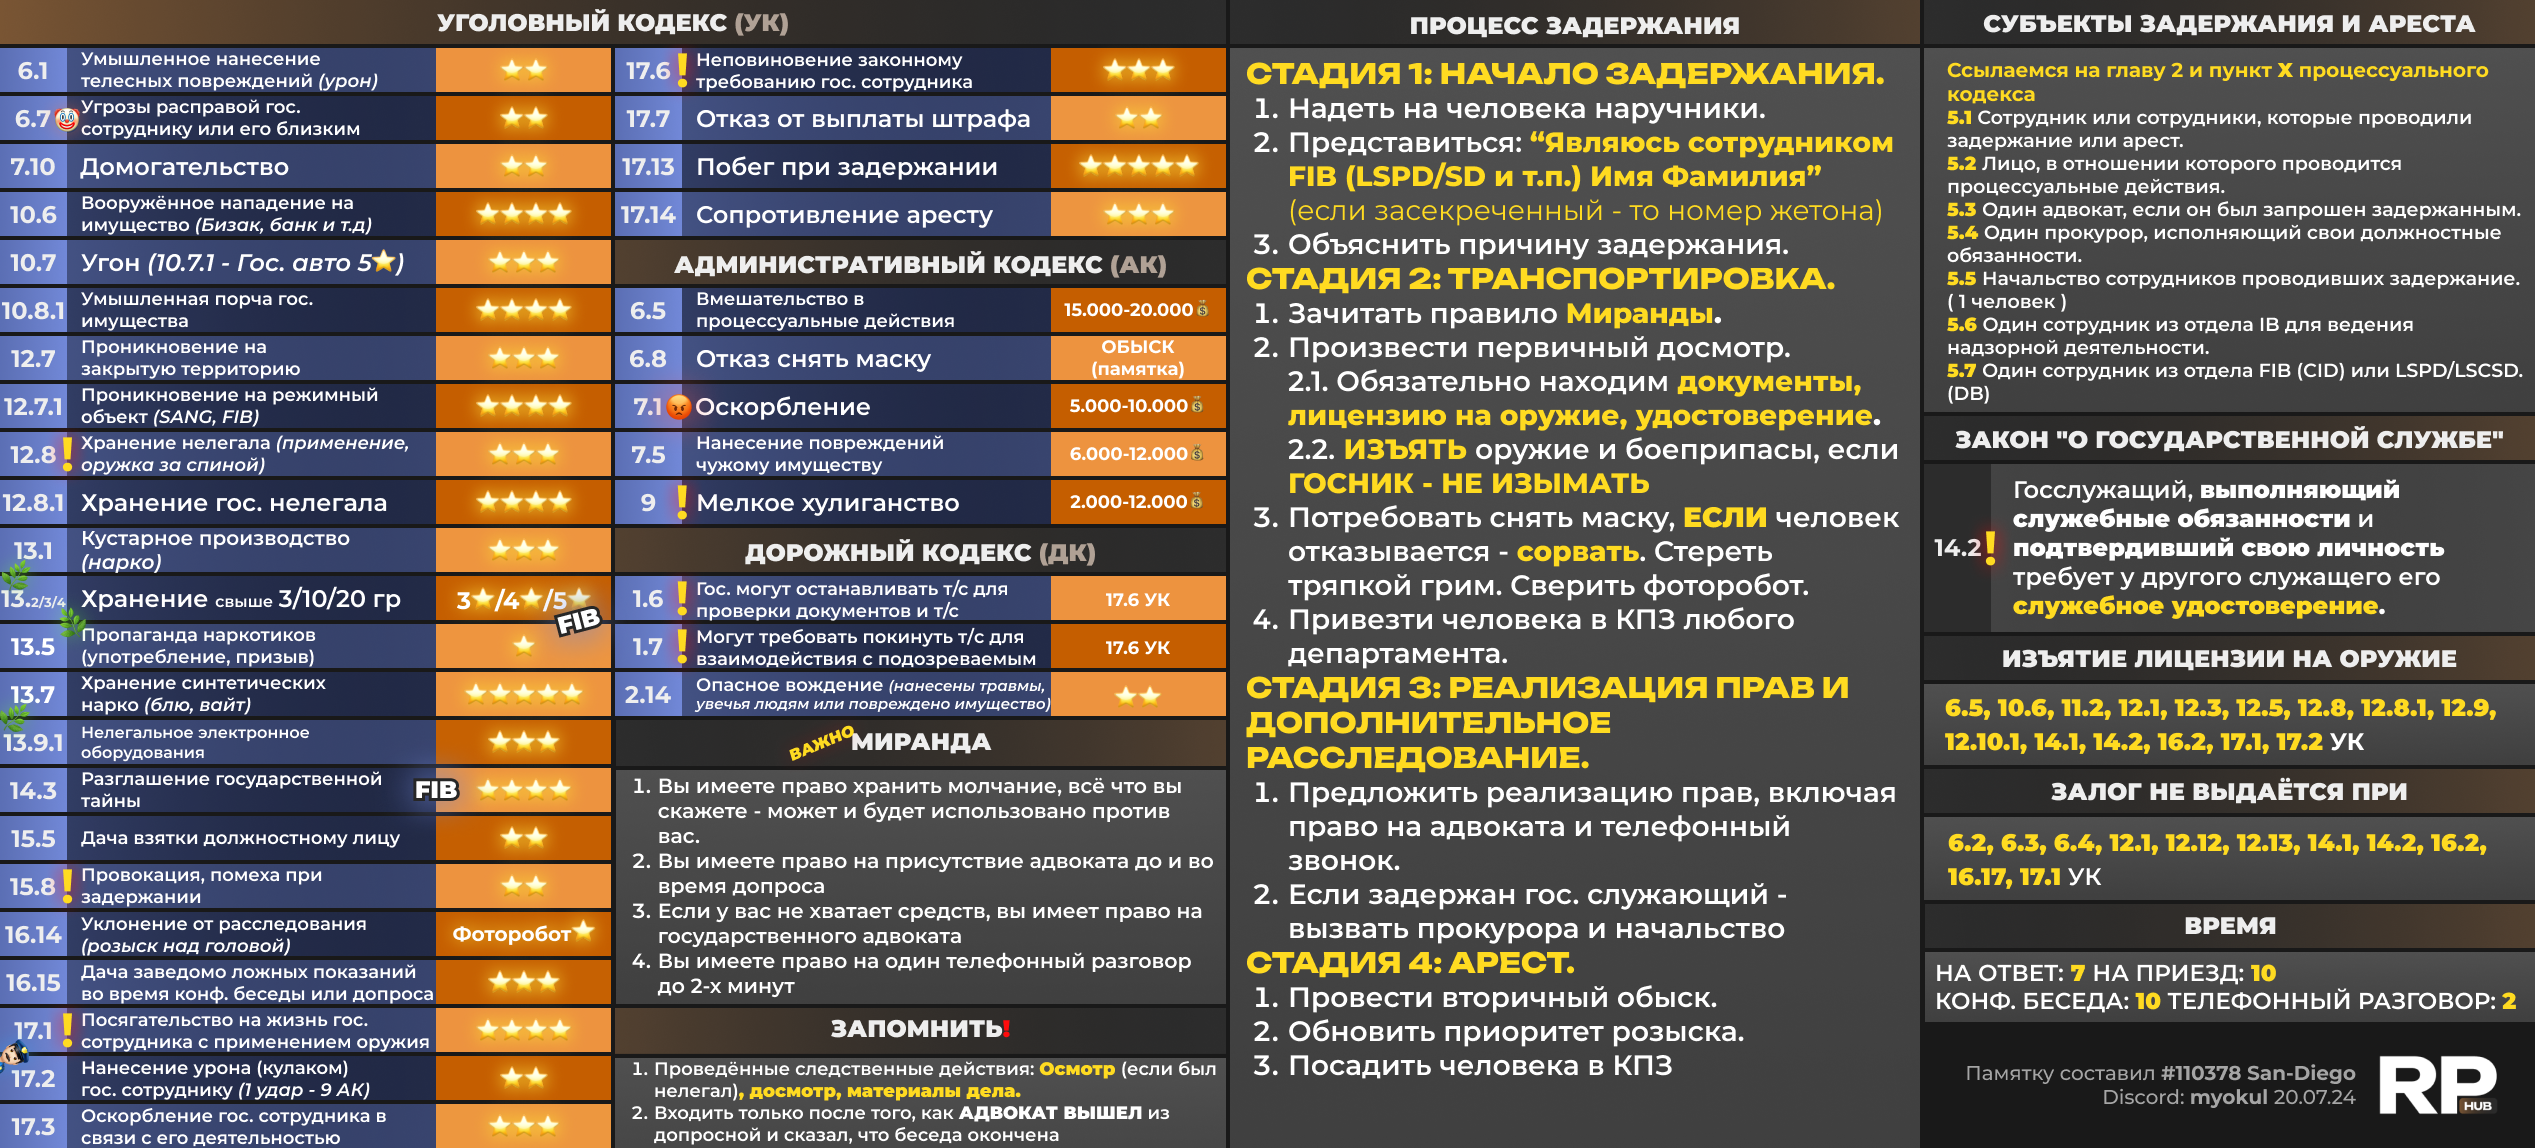 УГОЛОВНЫЙ КОДЕКС (УК)
6.1
Умышленное нанесение
телесных повреждений (урон)
6.7
Угрозы расправой гос.
сотруднику или его близким
7.10
Домогательство
10.6
Вооружённое нападение на
имущество (Бизак, банк и т.д)
10.7
Угон (10.7.1 - Гос. авто 5⭐)
10.8.1
Умышленная порча гос.
имущества
12.7
Проникновение на
закрытую территорию
12.7.1
Проникновение на режимный
объект (SANG, FIB)
12.8
Хранение нелегала (применение,
оружка за спиной)
12.8.1
Хранение гос. нелегала
13.1
Кустарное производство
(нарко)
13.2/3/4
Хранение свыше 3/10/20 гр
3⭐/4⭐/5⭐
FIB
13.5
Пропаганда наркотиков
(употребление, призыв)
13.7
Хранение синтетических
нарко (блю, вайт)
13.9.1
Нелегальное электронное
оборудования
14.3
Разглашение государственной
тайны
FIB
15.5
Дача взятки должностному лицу
15.8
Провокация, помеха при
задержании
16.14
Уклонение от расследования
(розыск над головой)
Фоторобот⭐
16.15
Дача заведомо ложных показаний
во время конф. беседы или допроса
17.1
Посягательство на жизнь гос.
сотрудника с применением оружия
17.2
Нанесение урона (кулаком)
гос. сотруднику (1 удар - 9 АК)
17.3
Оскорбление гос. сотрудника в
связи с его деятельностью
17.6
Неповиновение законному
требованию гос. сотрудника
17.7
Отказ от выплаты штрафа
17.13
Побег при задержании
17.14
Сопротивление аресту
АДМИНИСТРАТИВНЫЙ КОДЕКС (АК)
6.5
Вмешательство в
процессуальные действия
15.000-20.000
6.8
Отказ снять маску
ОБЫСК
(памятка)
7.1
Оскорбление
5.000-10.000
7.5
Нанесение повреждений
чужому имуществу
6.000-12.000
9
Мелкое хулиганство
2.000-12.000
ДОРОЖНЫЙ КОДЕКС (ДК)
1.6
Гос. могут останавливать т/с для
проверки документов и т/с
17.6 УК
1.7
Могут требовать покинуть т/с для
взаимодействия с подозреваемым
17.6 УК
2.14
Опасное вождение (нанесены травмы,
увечья людям или повреждено имущество)
ВАЖНО
МИРАНДА
1. Вы имеете право хранить молчание, всё что вы
скажете - может и будет использовано против
вас.
2. Вы имеете право на присутствие адвоката до и во
время допроса
3. Если у вас не хватает средств, вы имеет право на
государственного адвоката
4. Вы имеете право на один телефонный разговор
до 2-х минут
ЗАПОМНИТЬ!
1. Проведённые следственные действия: Осмотр (если был
нелегал), досмотр, материалы дела.
2. Входить только после того, как АДВОКАТ ВЫШЕЛ из
допросной и сказал, что беседа окончена
ПРОЦЕСС ЗАДЕРЖАНИЯ
СТАДИЯ 1: НАЧАЛО ЗАДЕРЖАНИЯ.
1. Надеть на человека наручники.
2. Представиться: “Являюсь сотрудником
FIB (LSPD/SD и т.п.) Имя Фамилия”
(если засекреченный - то номер жетона)
3. Объяснить причину задержания.
СТАДИЯ 2: ТРАНСПОРТИРОВКА.
1. Зачитать правило Миранды.
2. Произвести первичный досмотр.
2.1. Обязательно находим документы,
лицензию на оружие, удостоверение.
2.2. ИЗЪЯТЬ оружие и боеприпасы, если
ГОСНИК - НЕ ИЗЫМАТЬ
3. Потребовать снять маску, ЕСЛИ человек
отказывается - сорвать. Стереть
тряпкой грим. Сверить фоторобот.
4. Привезти человека в КПЗ любого
департамента.
СТАДИЯ 3: РЕАЛИЗАЦИЯ ПРАВ И
ДОПОЛНИТЕЛЬНОЕ
РАССЛЕДОВАНИЕ.
1. Предложить реализацию прав, включая
право на адвоката и телефонный
звонок.
2. Если задержан гос. служающий -
вызвать прокурора и начальство
СТАДИЯ 4: АРЕСТ.
1. Провести вторичный обыск.
2. Обновить приоритет розыска.
3. Посадить человека в КПЗ
СУБЪЕКТЫ ЗАДЕРЖАНИЯ И АРЕСТА
Ссылаемся на главу 2 и пункт X процессуального
кодекса
5.1 Сотрудник или сотрудники, которые проводили
задержание или арест.
5.2 Лицо, в отношении которого проводится
процессуальные действия.
5.3 Один адвокат, если он был запрошен задержанным.
5.4 Один прокурор, исполняющий свои должностные
обязанности.
5.5 Начальство сотрудников проводивших задержание.
( 1 человек )
5.6 Один сотрудник из отдела IB для ведения
надзорной деятельности.
5.7 Один сотрудник из отдела FIB (CID) или LSPD/LSCSD.
(DB)
ЗАКОН "О ГОСУДАРСТВЕННОЙ СЛУЖБЕ"
14.2
Госслужащий, выполняющий
служебные обязанности и
подтвердивший свою личность
требует у другого служащего его
служебное удостоверение.
ИЗЪЯТИЕ ЛИЦЕНЗИИ НА ОРУЖИЕ
6.5, 10.6, 11.2, 12.1, 12.3, 12.5, 12.8, 12.8.1, 12.9,
12.10.1, 14.1, 14.2, 16.2, 17.1, 17.2 УК
ЗАЛОГ НЕ ВЫДАЁТСЯ ПРИ
6.2, 6.3, 6.4, 12.1, 12.12, 12.13, 14.1, 14.2, 16.2,
16.17, 17.1 УК
ВРЕМЯ
НА ОТВЕТ: 7 НА ПРИЕЗД: 10
КОНФ. БЕСЕДА: 10 ТЕЛЕФОННЫЙ РАЗГОВОР: 2
Памятку составил #110378 San-Diego
Discord: myokul 20.07.24
RP
HUB